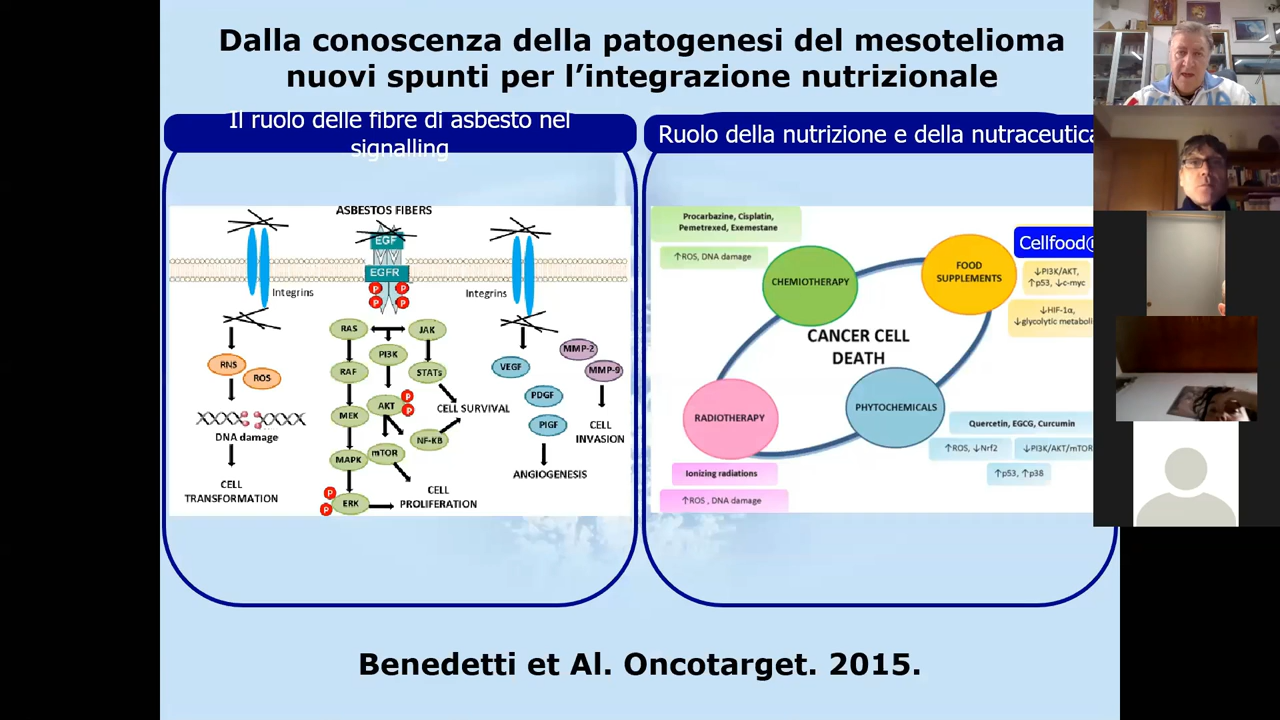 Dalla conoscenza della patogenesi del mesotelioma
nuovi spunti per l'integrazione nutrizionale
Il ruolo delle fibre di asbesto nel
signalling
ASBESTOS FIBERS
EGF
EGFR
P P
P P
Integrins
Integrins
RAS
JAK
PI3K
RAF
STATs
MEK
AKT
P
P
CELL SURVIVAL
NF-KB
MAPK
mTOR
P
P
ERK
CELL
PROLIFERATION
RNS
ROS
DNA damage
CELL
TRANSFORMATION
VEGF
PDGF
PlGF
ANGIOGENESIS
MMP-2
MMP-9
CELL
INVASION
Ruolo della nutrizione e della nutraceutica
Procarbazine, Cisplatin,
Pemetrexed, Exemestane
↑ROS, DNA damage
CHEMIOTHERAPY
FOOD
SUPPLEMENTS
Cellfood®
↓PI3K/AKT,
↑p53, ↓c-myc
↓HIF-1α,
↓glycolytic
CANCER CELL
DEATH
RADIOTHERAPY
PHYTOCHEMICALS
Ionizing radiations
↑ROS , DNA damage
Quercetin, EGCG, Curcumin
↑ROS, ↓Nrf2
↓PI3K/AKT/mTOR
↑p53, ↑p38
Benedetti et Al. Oncotarget. 2015.